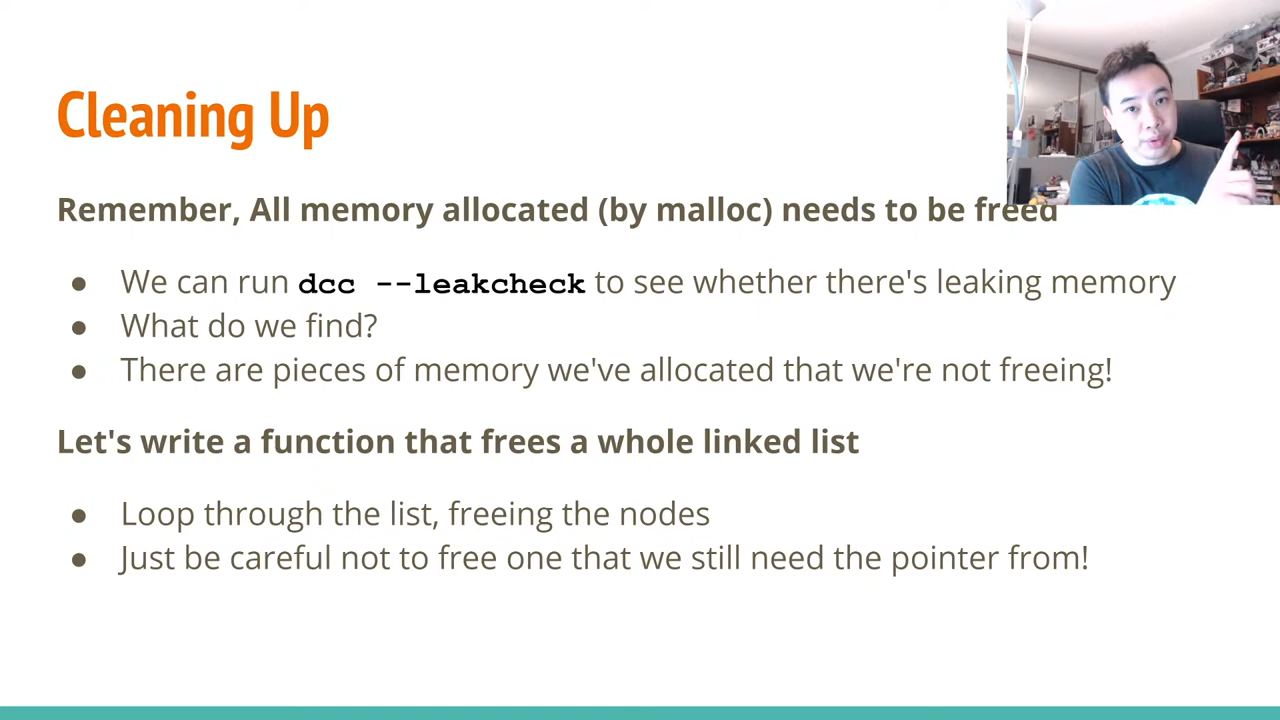 Cleaning Up
Remember, All memory allocated (by malloc) needs to be freed
● We can run dcc --leakcheck to see whether there's leaking memory
● What do we find?
● There are pieces of memory we've allocated that we're not freeing!
Let's write a function that frees a whole linked list
● Loop through the list, freeing the nodes
● Just be careful not to free one that we still need the pointer from!